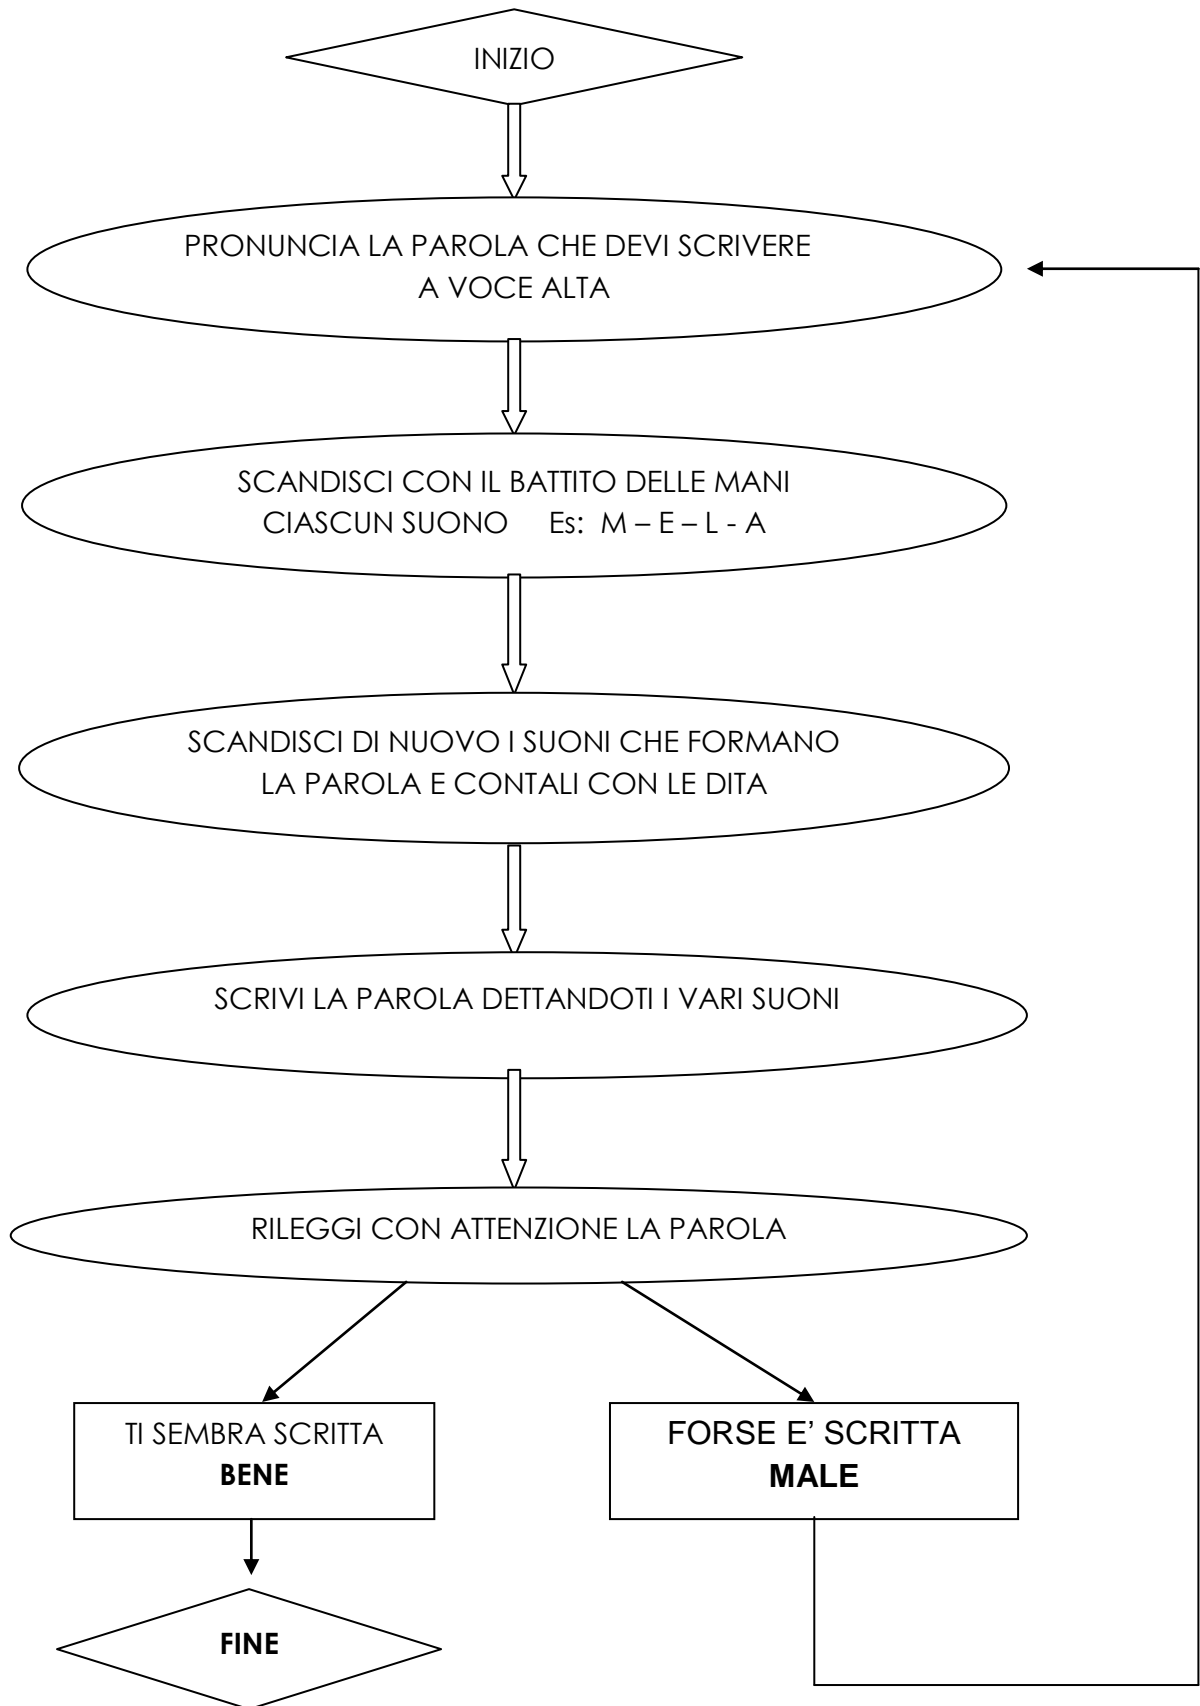 INIZIO
PRONUNCIA LA PAROLA CHE DEVI SCRIVERE
A VOCE ALTA
SCANDISCI CON IL BATTITO DELLE MANI
CIASCUN SUONO Es: M – E – L - A
SCANDISCI DI NUOVO I SUONI CHE FORMANO
LA PAROLA E CONTALI CON LE DITA
SCRIVI LA PAROLA DETTANDOTI I VARI SUONI
RILEGGI CON ATTENZIONE LA PAROLA
TI SEMBRA SCRITTA
BENE
FORSE E’ SCRITTA
MALE
FINE